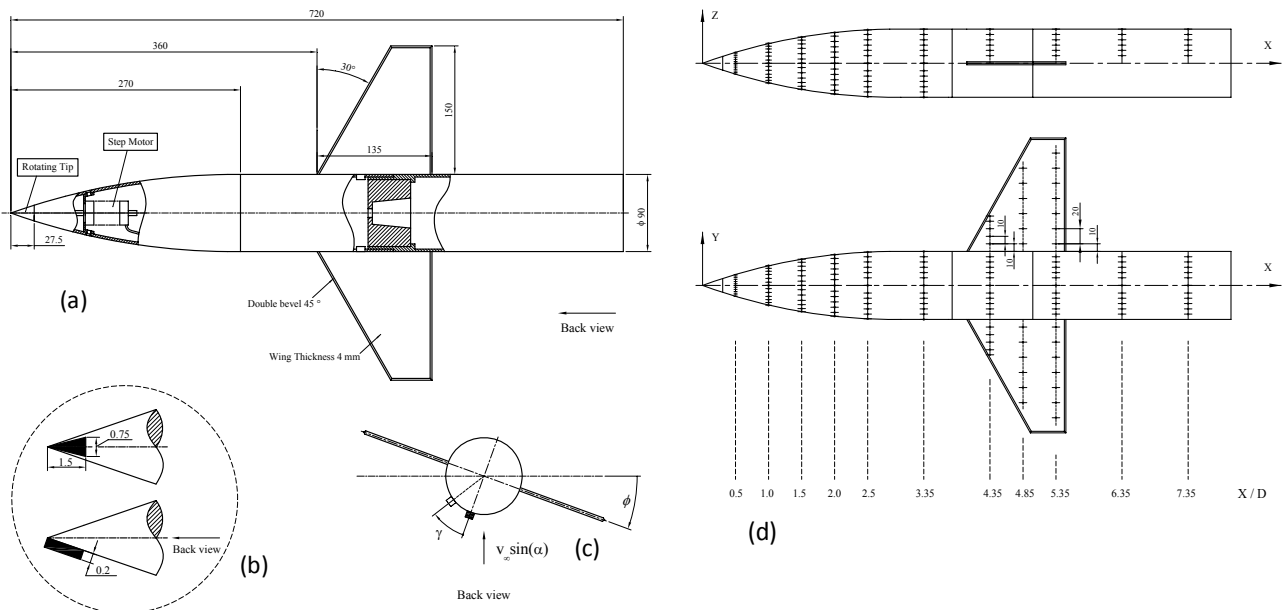 720
360
270
30°
150
135
Step Motor
Rotating Tip
27.5
ϕ 90
(a)
Double bevel 45 °
Wing Thickness 4 mm
Back view
0.75
1.5
0.2
Back view
(b)
γ
ϕ
v∞sin(α)
(c)
Back view
Z
X
Y
X
10
10
20
10
0.5 1.0 1.5 2.0 2.5 3.35 4.35 4.85 5.35 6.35 7.35 X / D
(d)